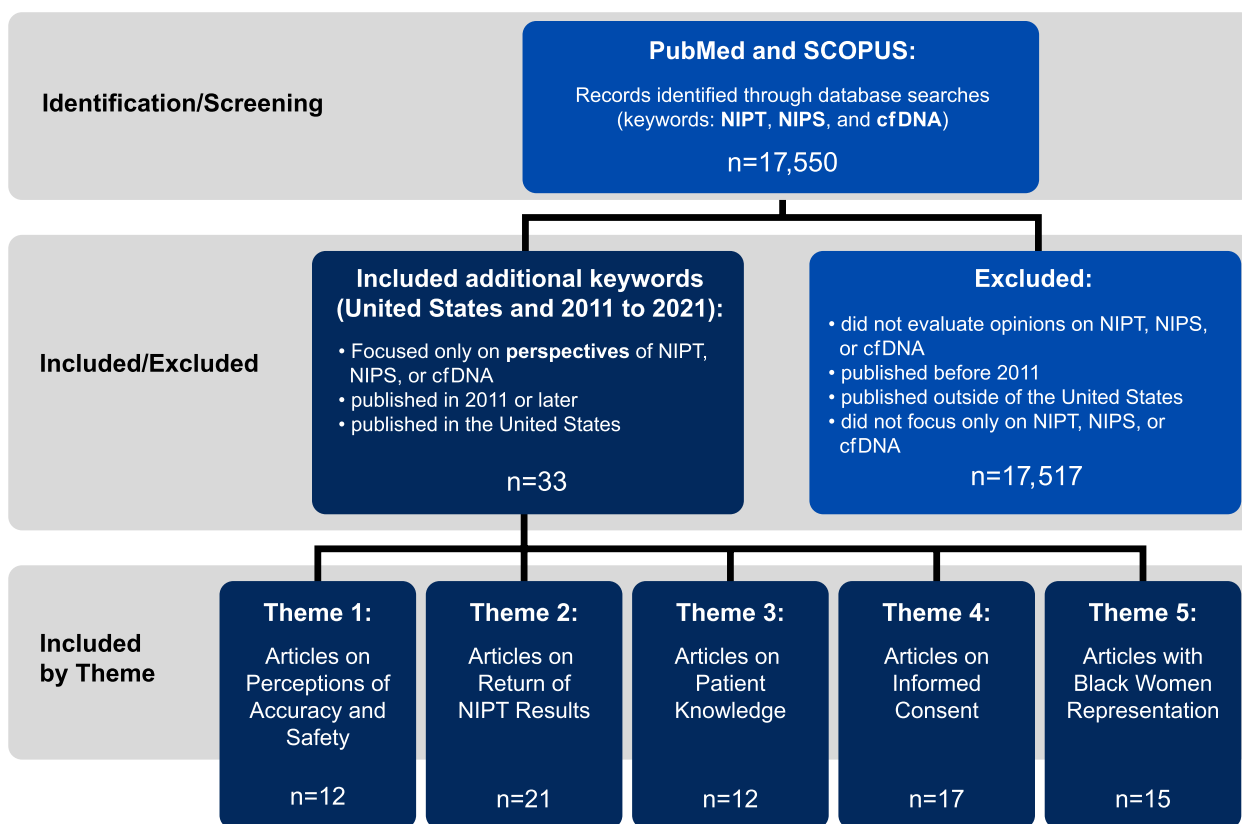 Identification/Screening
PubMed and SCOPUS:
Records identified through database searches
(keywords: NIPT, NIPS, and cfDNA)
n=17,550
Included/Excluded
Included additional keywords
(United States and 2011 to 2021):
• Focused only on perspectives of NIPT,
NIPS, or cfDNA
• published in 2011 or later
• published in the United States
n=33
Excluded:
• did not evaluate opinions on NIPT, NIPS,
or cfDNA
• published before 2011
• published outside of the United States
• did not focus only on NIPT, NIPS, or
cfDNA
n=17,517
Included
by Theme
Theme 1:
Articles on
Perceptions of
Accuracy and
Safety
n=12
Theme 2:
Articles on
Return of
NIPT Results
n=21
Theme 3:
Articles on
Patient
Knowledge
n=12
Theme 4:
Articles on
Informed
Consent
n=17
Theme 5:
Articles with
Black Women
Representation
n=15